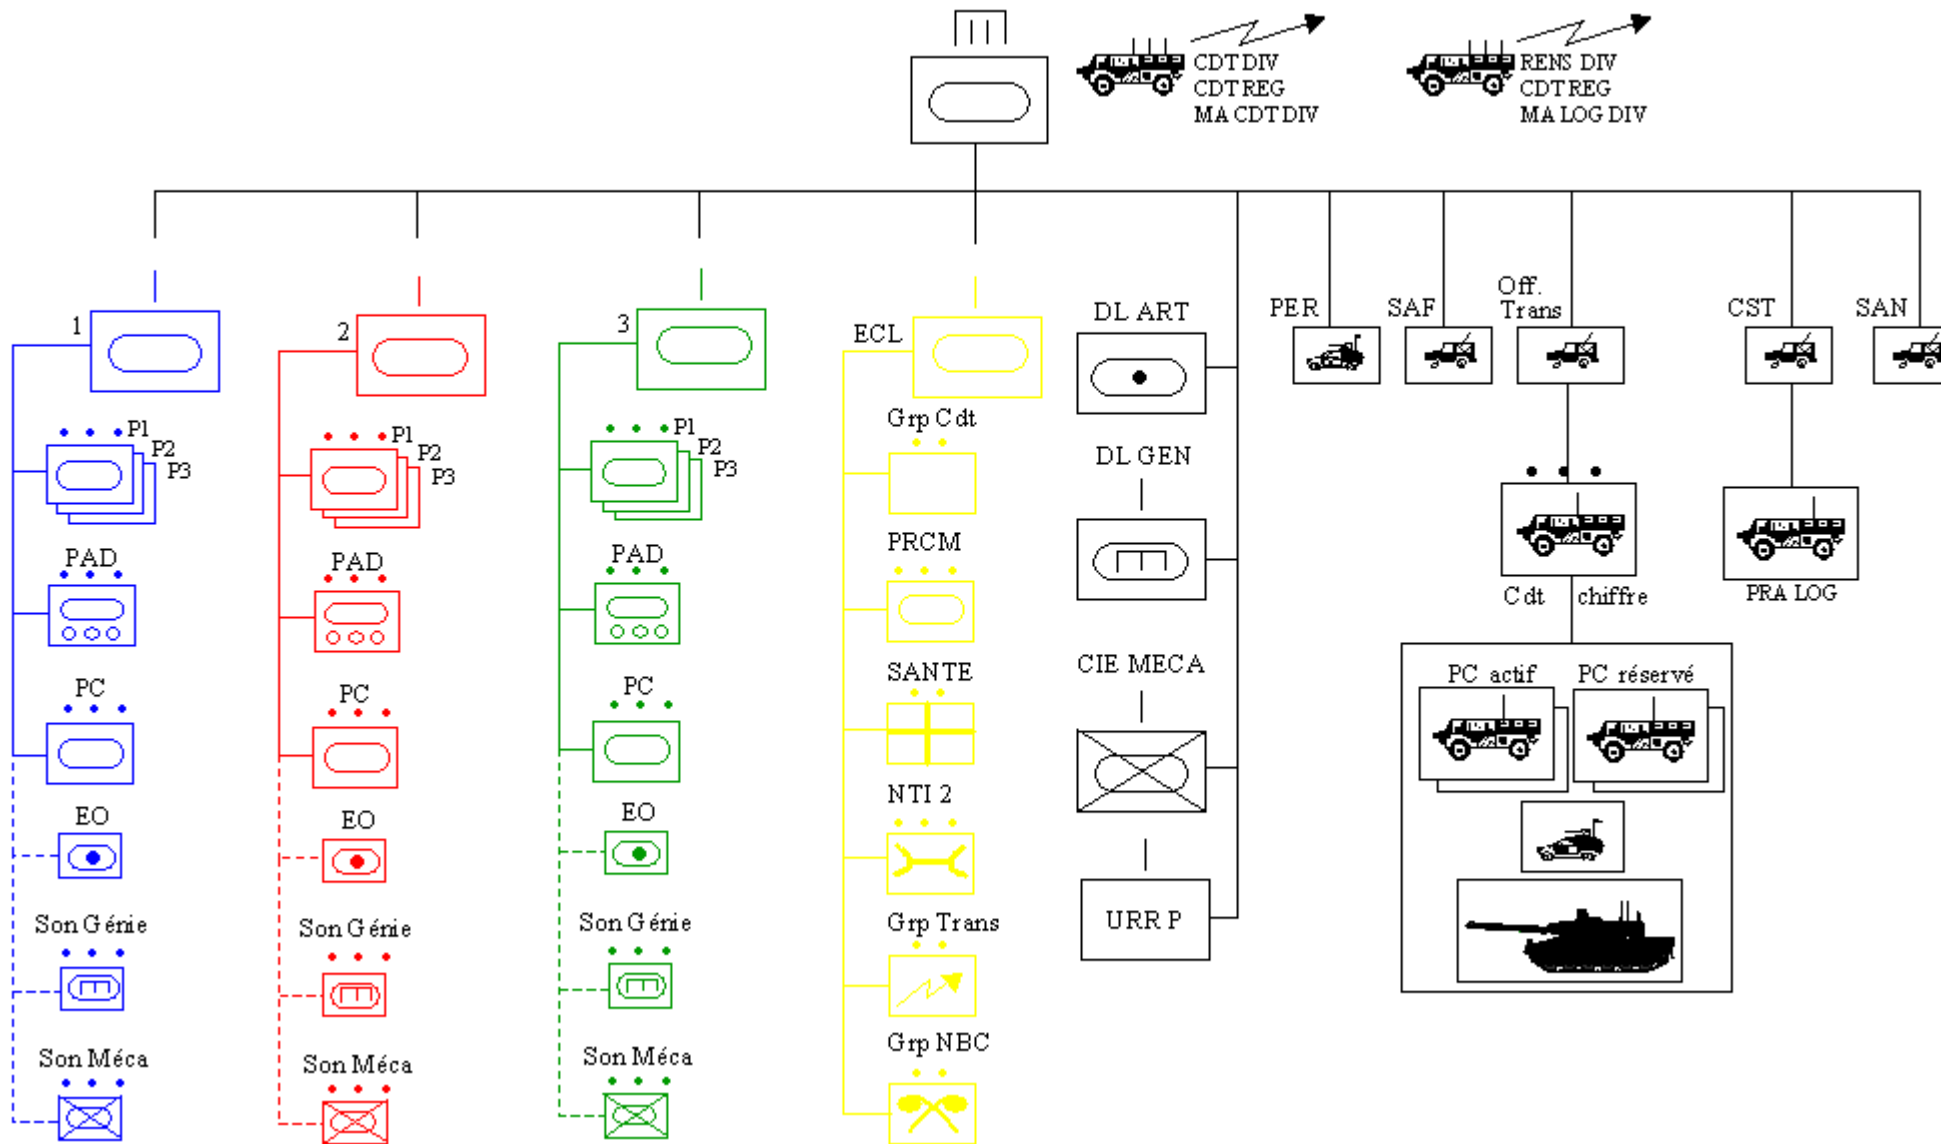 CDT DIV
CDT REG
MA CDT DIV
RENS DIV
CDT REG
MA LOG DIV
1
P1
P2
P3
PAD
PC
EO
Son Génie
Son Méca
2
P1
P2
P3
PAD
PC
EO
Son Génie
Son Méca
3
P1
P2
P3
PAD
PC
EO
Son Génie
Son Méca
ECL
Grp Cdt
PRCM
SANTE
NTI 2
Grp Trans
Grp NBC
DL ART
DL GEN
CIE MECA
URR P
PER
SAF
Off.
Trans
CST
SAN
Cdt chiffre
PRA LOG
PC actif
PC réservé